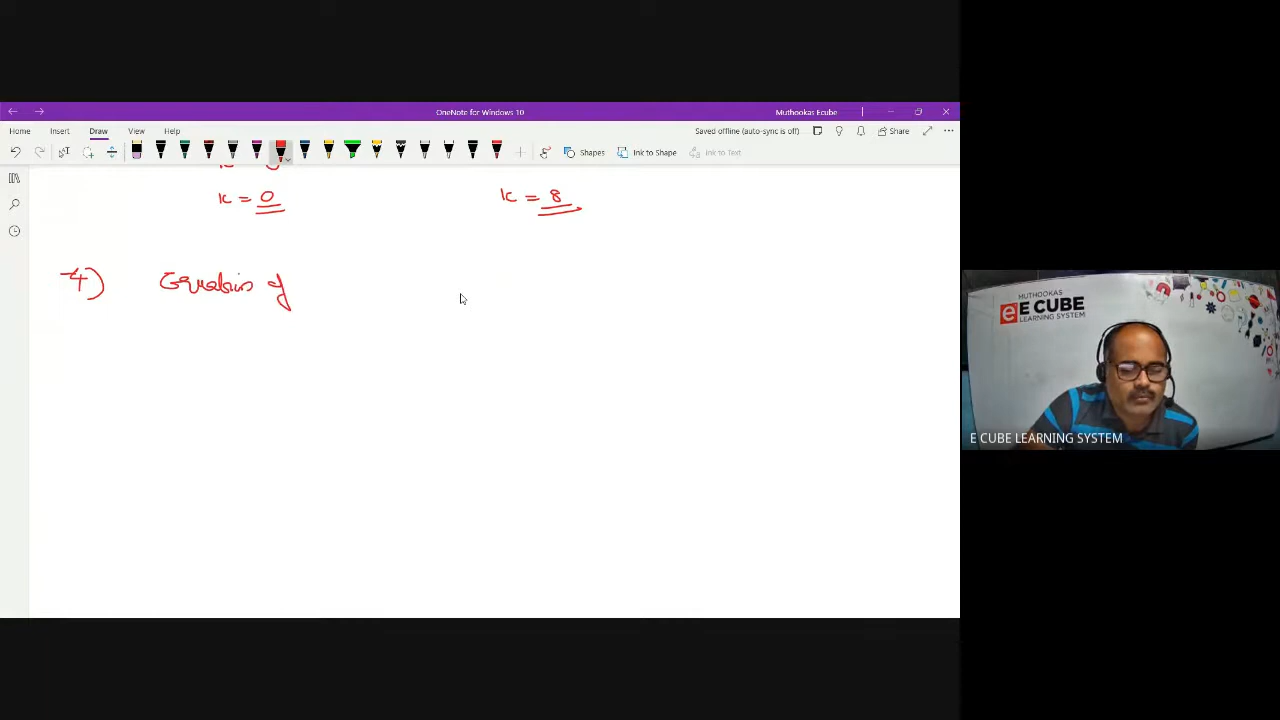 OneNote for Windows 10
Muthookas Ecube
Home Insert Draw View Help
Saved offline (auto-sync is off) Share
Shapes Ink to Shape Ink to Text
k = 0
k = 8
4) Equation of
MUTHOOKAS
e E CUBE
LEARNING SYSTEM
E CUBE LEARNING SYSTEM